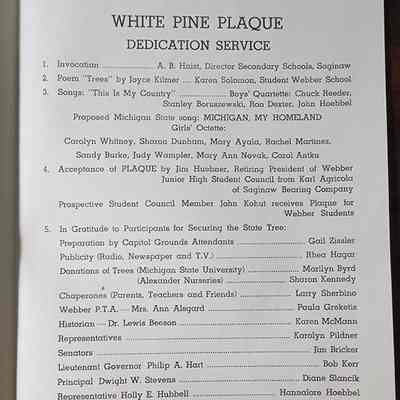 WHITE PINE PLAQUE
DEDICATION SERVICE
1. Invocation ........ A. B. Haist, Director Secondary Schools, Saginaw
2. Poem "Trees" by Joyce Kilmer .... Karen Solomon, Student Webber School
3. Songs: "This Is My Country" ........ Boys' Quartette: Chuck Reeder,
Stanley Boruszewski, Ron Dexter, John Hoebbel
Proposed Michigan State song: MICHIGAN, MY HOMELAND
Girls' Octette:
Carolyn Whitney, Sharna Dunham, Mary Ayala, Rachel Martinez,
Sandy Burke, Judy Wampler, Mary Ann Novak, Carol Antku
4. Acceptance of PLAQUE by Jim Huebner, Retiring President of Webber
Junior High Student Council from Karl Agricola
of Saginaw Bearing Company
Prospective Student Council Member John Kohut receives Plaque for
Webber Students
5. In Gratitude to Participants for Securing the State Tree:
Preparation by Capitol Grounds Attendants ........ Gail Zissler
Publicity (Radio, Newspaper and T.V.) ........ Rhea Hagar
Donations of Trees (Michigan State University) ........ Marilyn Byrd
(Alexander Nurseries) ........ Sharon Kennedy
Chaperones (Parents, Teachers and Friends) ........ Larry Sherbino
Webber P.T.A. — Mrs. Ann Alsgard ........ Paula Greketis
Historian — Dr. Lewis Beeson ........ Karen McMann
Representatives ........ Karolyn Pildner
Senators ........ Jan Bricker
Lieutenant Governor Philip A. Hart ........ Bob Kerr
Principal Dwight W. Stevens ........ Diane Slancik
Representative Holly E. Hubbell ........ Hannalore Hoebbel